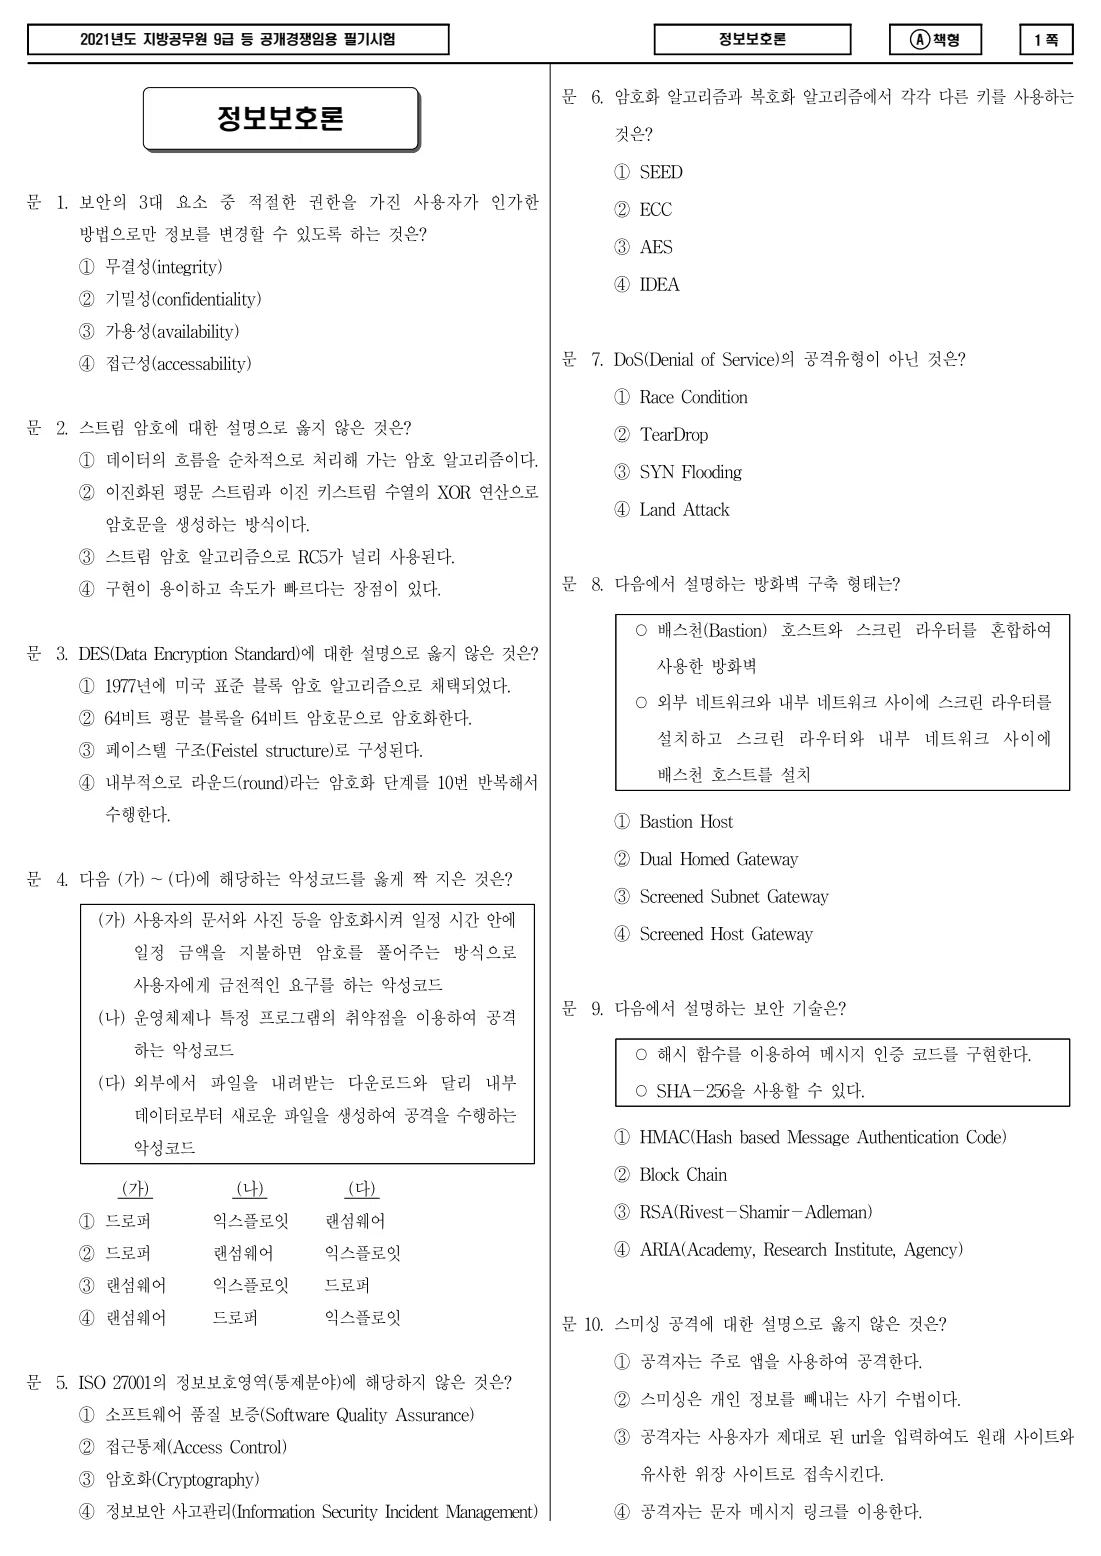 2021년도 지방공무원 9급 등 공개경쟁임용 필기시험
정보보호론
Ⓐ책형
1 쪽
정보보호론
문 1. 보안의 3대 요소 중 적절한 권한을 가진 사용자가 인가한
방법으로만 정보를 변경할 수 있도록 하는 것은?
① 무결성(integrity)
② 기밀성(confidentiality)
③ 가용성(availability)
④ 접근성(accessability)
문 2. 스트림 암호에 대한 설명으로 옳지 않은 것은?
① 데이터의 흐름을 순차적으로 처리해 가는 암호 알고리즘이다.
② 이진화된 평문 스트림과 이진 키스트림 수열의 XOR 연산으로
암호문을 생성하는 방식이다.
③ 스트림 암호 알고리즘으로 RC5가 널리 사용된다.
④ 구현이 용이하고 속도가 빠르다는 장점이 있다.
문 3. DES(Data Encryption Standard)에 대한 설명으로 옳지 않은 것은?
① 1977년에 미국 표준 블록 암호 알고리즘으로 채택되었다.
② 64비트 평문 블록을 64비트 암호문으로 암호화한다.
③ 페이스텔 구조(Feistel structure)로 구성된다.
④ 내부적으로 라운드(round)라는 암호화 단계를 10번 반복해서
수행한다.
문 4. 다음 (가) ~ (다)에 해당하는 악성코드를 옳게 짝 지은 것은?
(가) 사용자의 문서와 사진 등을 암호화시켜 일정 시간 안에
일정 금액을 지불하면 암호를 풀어주는 방식으로
사용자에게 금전적인 요구를 하는 악성코드
(나) 운영체제나 특정 프로그램의 취약점을 이용하여 공격
하는 악성코드
(다) 외부에서 파일을 내려받는 다운로드와 달리 내부
데이터로부터 새로운 파일을 생성하여 공격을 수행하는
악성코드
(가) (나) (다)
① 드로퍼 익스플로잇 랜섬웨어
② 드로퍼 랜섬웨어 익스플로잇
③ 랜섬웨어 익스플로잇 드로퍼
④ 랜섬웨어 드로퍼 익스플로잇
문 5. ISO 27001의 정보보호영역(통제분야)에 해당하지 않은 것은?
① 소프트웨어 품질 보증(Software Quality Assurance)
② 접근통제(Access Control)
③ 암호화(Cryptography)
④ 정보보안 사고관리(Information Security Incident Management)
문 6. 암호화 알고리즘과 복호화 알고리즘에서 각각 다른 키를 사용하는
것은?
① SEED
② ECC
③ AES
④ IDEA
문 7. DoS(Denial of Service)의 공격유형이 아닌 것은?
① Race Condition
② TearDrop
③ SYN Flooding
④ Land Attack
문 8. 다음에서 설명하는 방화벽 구축 형태는?
○ 배스천(Bastion) 호스트와 스크린 라우터를 혼합하여
사용한 방화벽
○ 외부 네트워크와 내부 네트워크 사이에 스크린 라우터를
설치하고 스크린 라우터와 내부 네트워크 사이에
배스천 호스트를 설치
① Bastion Host
② Dual Homed Gateway
③ Screened Subnet Gateway
④ Screened Host Gateway
문 9. 다음에서 설명하는 보안 기술은?
○ 해시 함수를 이용하여 메시지 인증 코드를 구현한다.
○ SHA-256을 사용할 수 있다.
① HMAC(Hash based Message Authentication Code)
② Block Chain
③ RSA(Rivest-Shamir-Adleman)
④ ARIA(Academy, Research Institute, Agency)
문 10. 스미싱 공격에 대한 설명으로 옳지 않은 것은?
① 공격자는 주로 앱을 사용하여 공격한다.
② 스미싱은 개인 정보를 빼내는 사기 수법이다.
③ 공격자는 사용자가 제대로 된 url을 입력하여도 원래 사이트와
유사한 위장 사이트로 접속시킨다.
④ 공격자는 문자 메시지 링크를 이용한다.